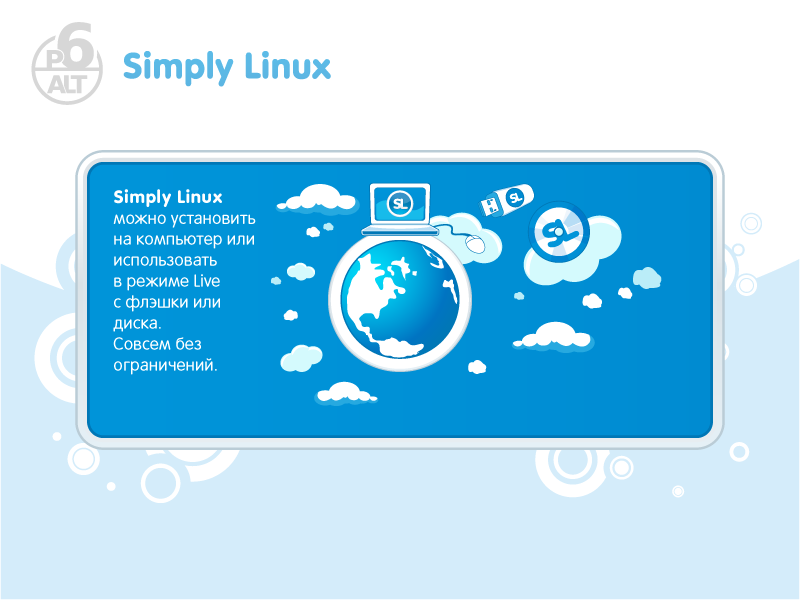 P6
ALT
Simply Linux
Simply Linux
можно установить
на компьютер или
использовать
в режиме Live
с флэшки или
диска.
Совсем без
ограничений.
SL
SL
SL